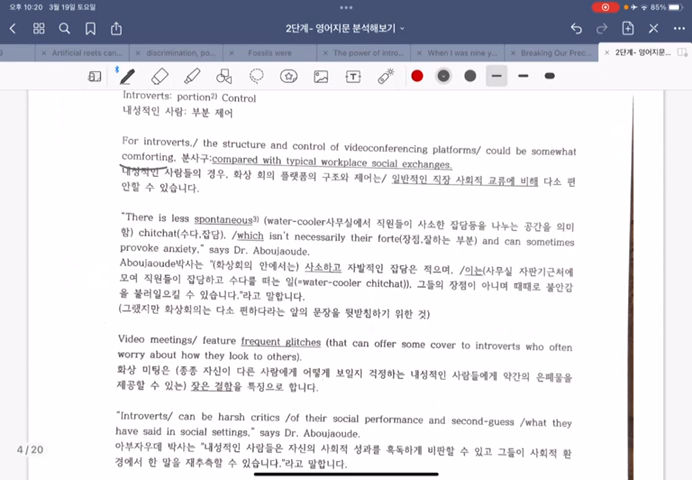 오후 10:20 3월 19일 토요일
85%
2단계- 영어지문 분석해보기
Artificial reefs can...
discrimination, po...
Fossils were
The power of intro...
When I was nine y...
Breaking Our Prec...
2단계- 영어지문...
Introverts: portion2) Control
내성적인 사람: 부분 제어
For introverts,/ the structure and control of videoconferencing platforms/ could be somewhat
comforting, 분사구:compared with typical workplace social exchanges.
내성적인 사람들의 경우, 화상 회의 플랫폼의 구조와 제어는/ 일반적인 직장 사회적 교류에 비해 다소 편
안할 수 있습니다.
"There is less spontaneous3) (water-cooler사무실에서 직원들이 사소한 잡담등을 나누는 공간을 의미
함) chitchat(수다,잡담), /which isn't necessarily their forte(장점,잘하는 부분) and can sometimes
provoke anxiety," says Dr. Aboujaoude.
Aboujaoude박사는 "(화상회의 안에서는) 사소하고 자발적인 잡담은 적으며, /이는(사무실 자판기근처에
모여 직원들이 잡담하고 수다를 떠는 일(=water-cooler chitchat)), 그들의 장점이 아니며 때때로 불안감
을 불러일으킬 수 있습니다."라고 말합니다.
(그랬지만 화상회의는 다소 편하다라는 앞의 문장을 뒷받침하기 위한 것)
Video meetings/ feature frequent glitches (that can offer some cover to introverts who often
worry about how they look to others).
화상 미팅은 (종종 자신이 다른 사람에게 어떻게 보일지 걱정하는 내성적인 사람들에게 약간의 은폐물을
제공할 수 있는) 잦은 결함을 특징으로 합니다.
"Introverts/ can be harsh critics /of their social performance and second-guess /what they
have said in social settings," says Dr. Aboujaoude.
아부자우데 박사는 "내성적인 사람들은 자신의 사회적 성과를 혹독하게 비판할 수 있고 그들이 사회적 환
경에서 한 말을 재추측할 수 있습니다."라고 말합니다.
4 / 20